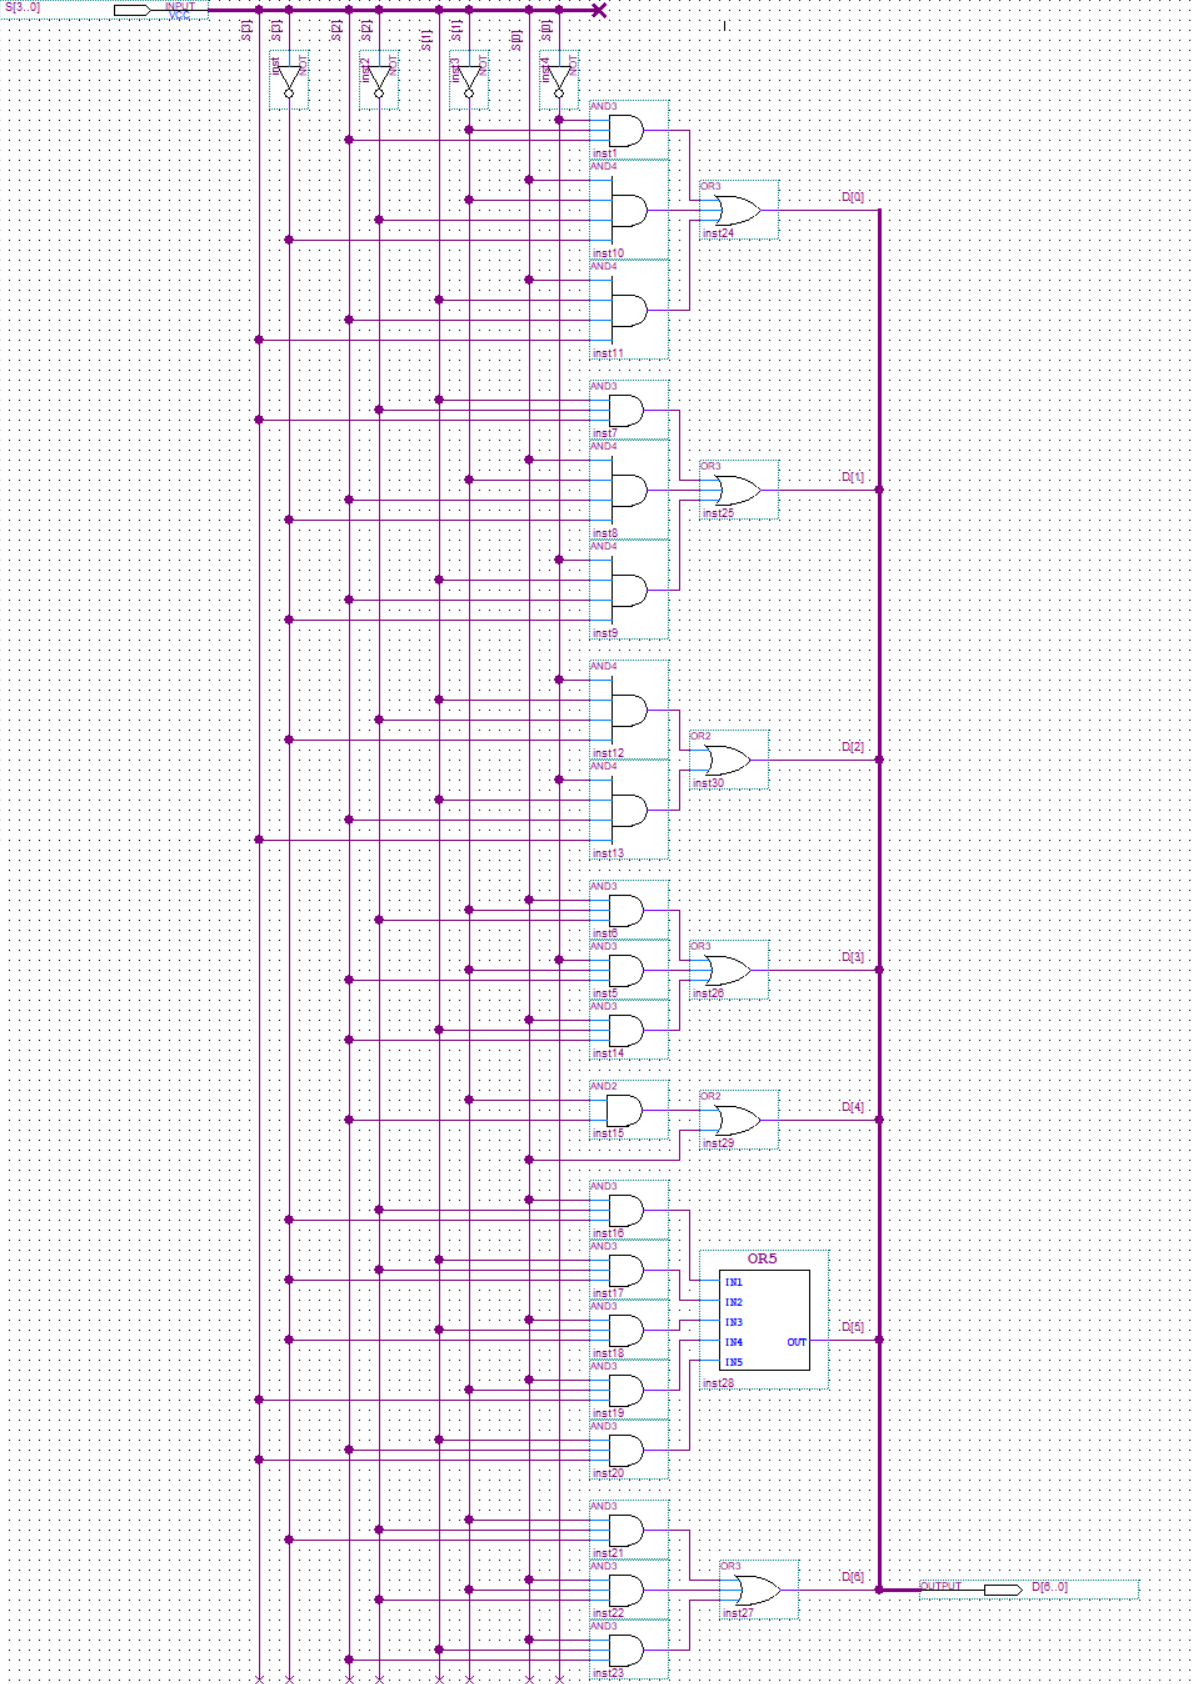 S[3..0]
INPUT
VCC
S[3]
S[3]
S[2]
S[2]
S[1]
S[1]
S[0]
S[0]
inst
NOT
inst2
NOT
inst3
NOT
inst4
NOT
AND3
inst1
AND4
inst10
OR3
inst24
D[0]
AND4
inst11
AND3
inst7
AND4
inst8
OR3
inst25
D[1]
AND4
inst9
AND4
inst12
OR2
inst30
D[2]
AND4
inst13
AND3
inst6
AND3
inst5
OR3
inst26
D[3]
AND3
inst14
AND2
inst15
OR2
inst29
D[4]
AND3
inst16
AND3
inst17
AND3
inst18
AND3
inst19
AND3
inst20
OR5
IN1
IN2
IN3
IN4
OUT
IN5
inst28
D[5]
AND3
inst21
AND3
inst22
OR3
inst27
D[6]
AND3
inst23
OUTPUT
D[6..0]